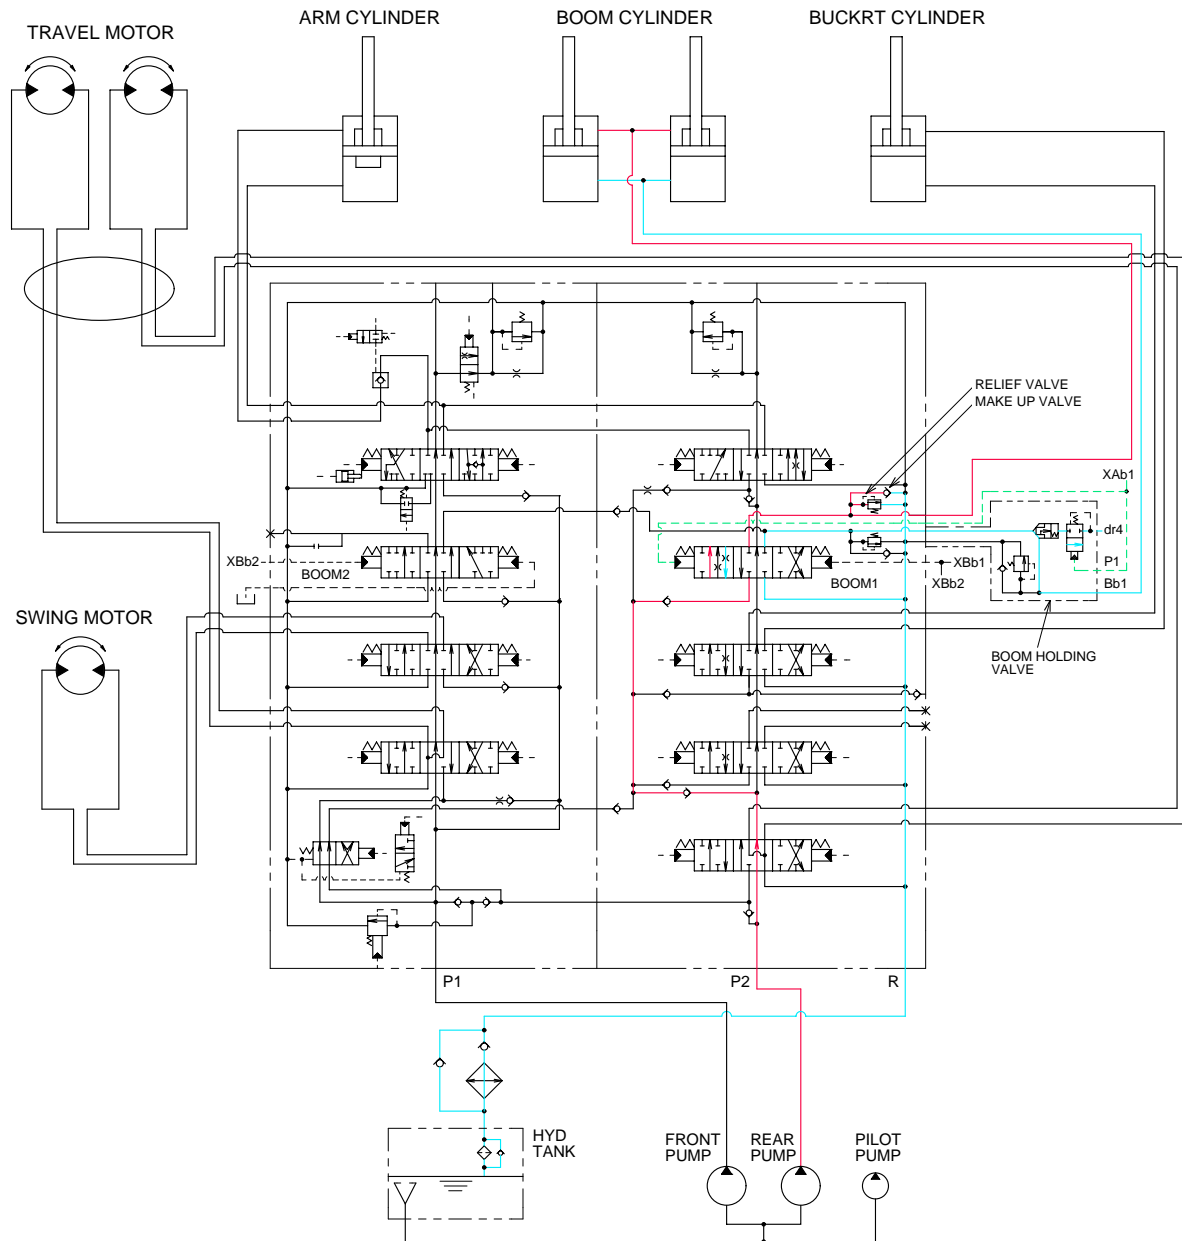 ARM CYLINDER
BOOM CYLINDER
BUCKRT CYLINDER
TRAVEL MOTOR
RELIEF VALVE
MAKE UP VALVE
XAb1
dr4
XBb2
BOOM2
BOOM1
XBb1
XBb2
P1
Bb1
SWING MOTOR
BOOM HOLDING
VALVE
P1
P2
R
HYD
TANK
FRONT
PUMP
REAR
PUMP
PILOT
PUMP